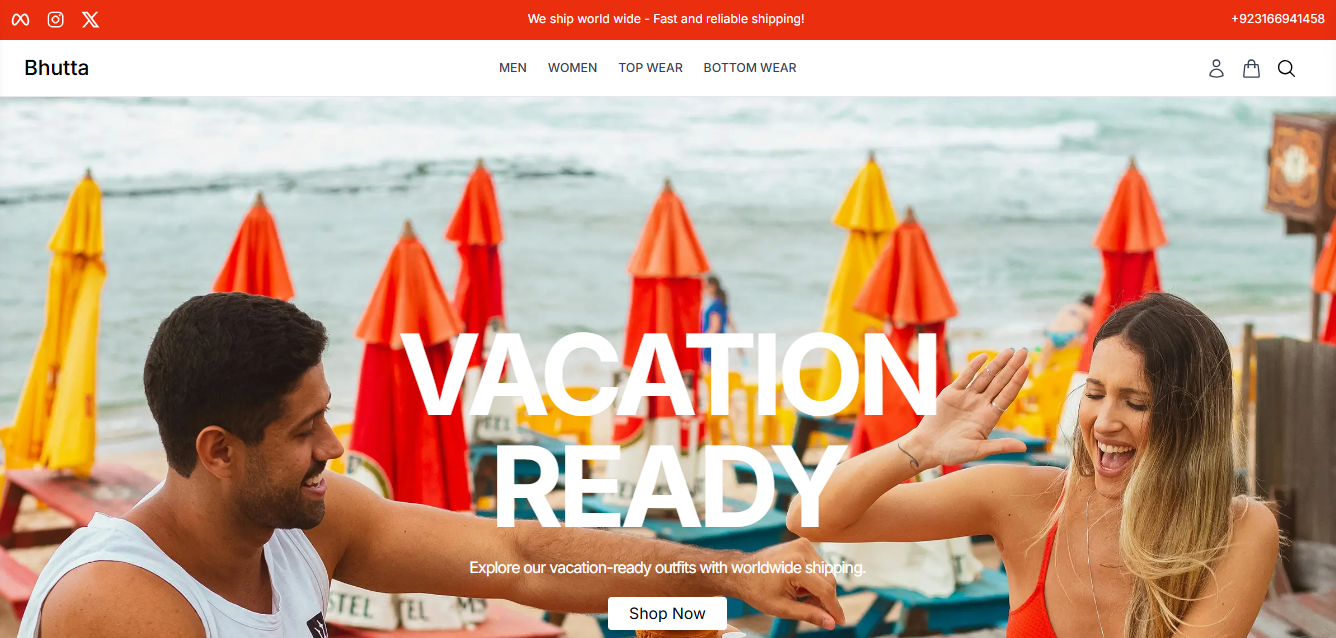 We ship world wide - Fast and reliable shipping!
+923166941458
Bhutta
MEN WOMEN TOP WEAR BOTTOM WEAR
VACATION
READY
Explore our vacation-ready outfits with worldwide shipping.
Shop Now